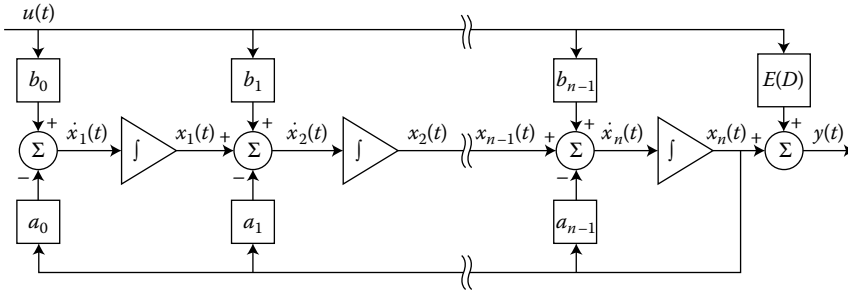 u(t)
b₀ b₁ bₙ₋₁ E(D)
+ + + +
ẋ₁(t) x₁(t) + ẋ₂(t) x₂(t) xₙ₋₁(t) + ẋₙ(t) xₙ(t) + y(t)
Σ ∫ Σ ∫ Σ ∫ Σ
− − −
a₀ a₁ aₙ₋₁